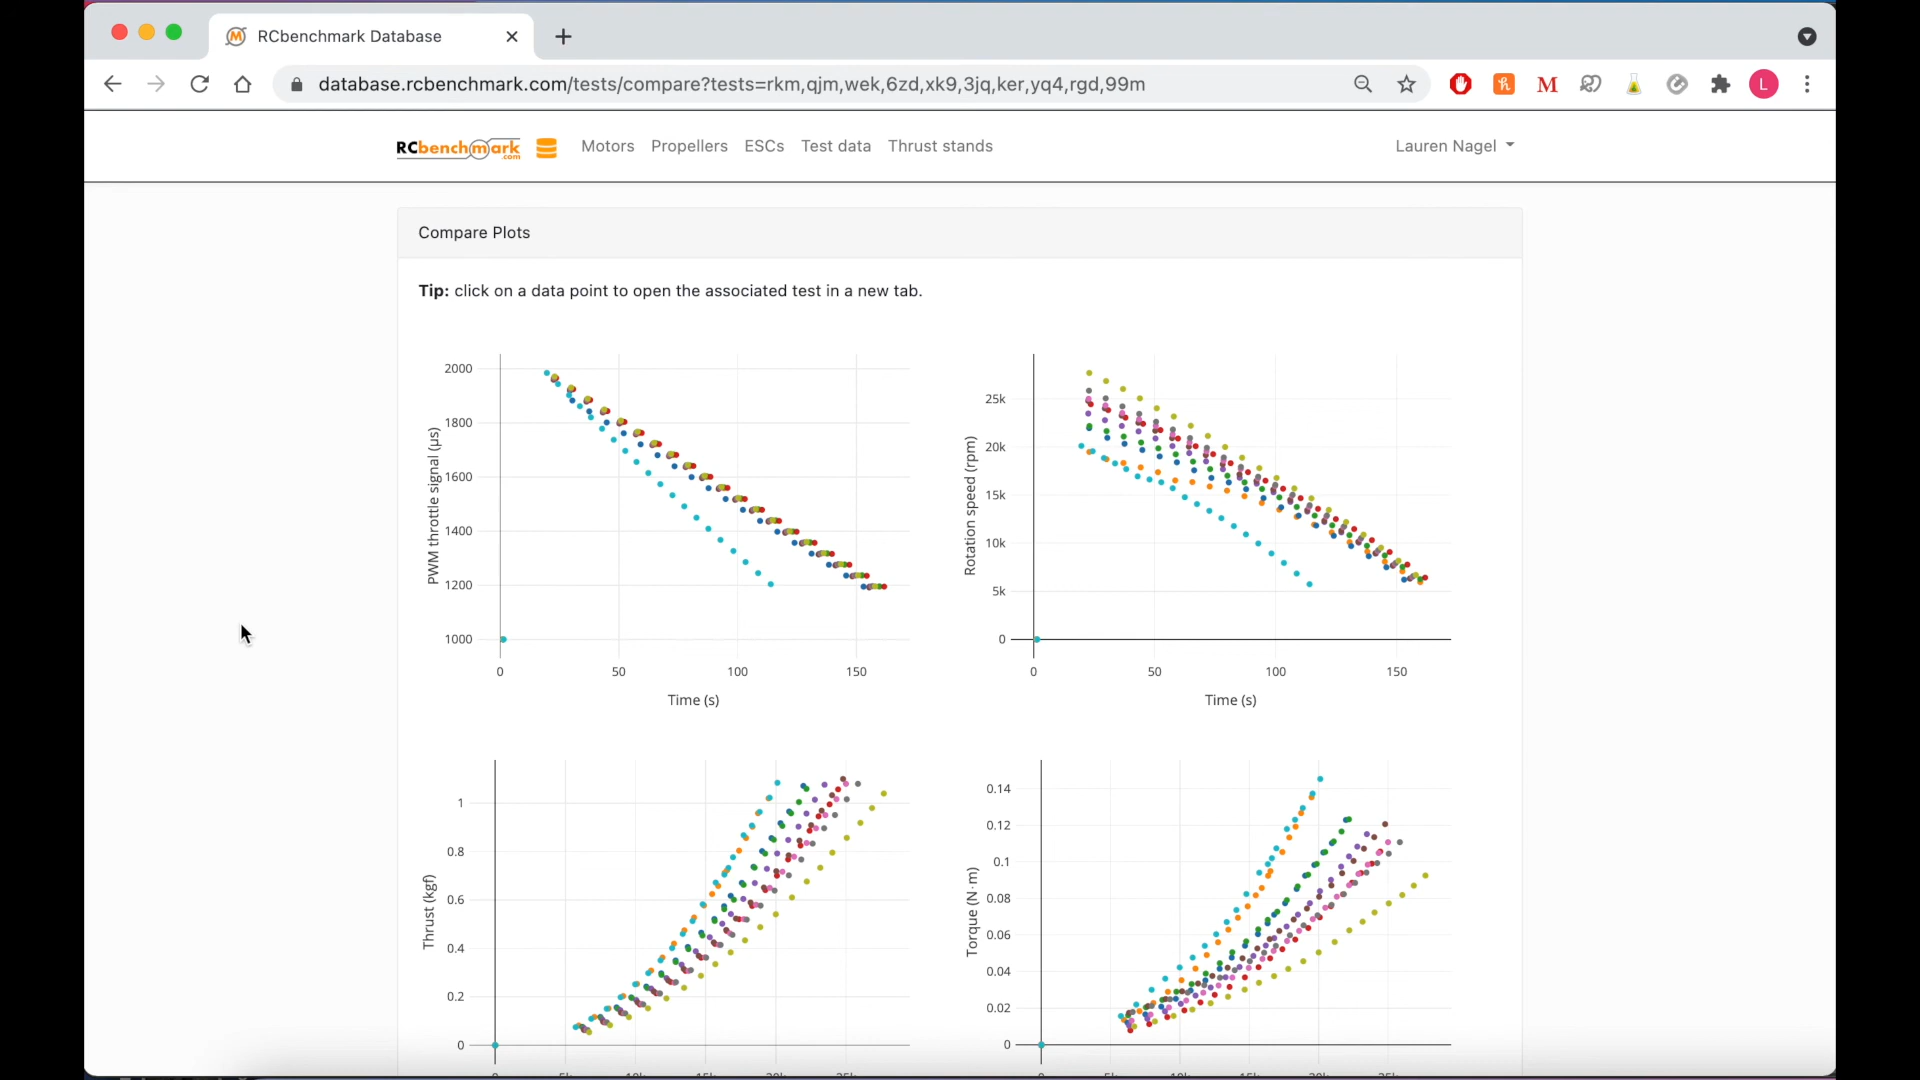 RCbenchmark Database
database.rcbenchmark.com/tests/compare?tests=rkm,qjm,wek,6zd,xk9,3jq,ker,yq4,rgd,99m
M
L
RCbenchmark.com
Motors
Propellers
ESCs
Test data
Thrust stands
Lauren Nagel
Compare Plots
Tip: click on a data point to open the associated test in a new tab.
2000
1800
1600
1400
1200
1000
PWM throttle signal (µs)
0
50
100
150
Time (s)
25k
20k
15k
10k
5k
0
Rotation speed (rpm)
0
50
100
150
Time (s)
1
0.8
0.6
0.4
0.2
0
Thrust (kgf)
0.14
0.12
0.1
0.08
0.06
0.04
0.02
0
Torque (N·m)